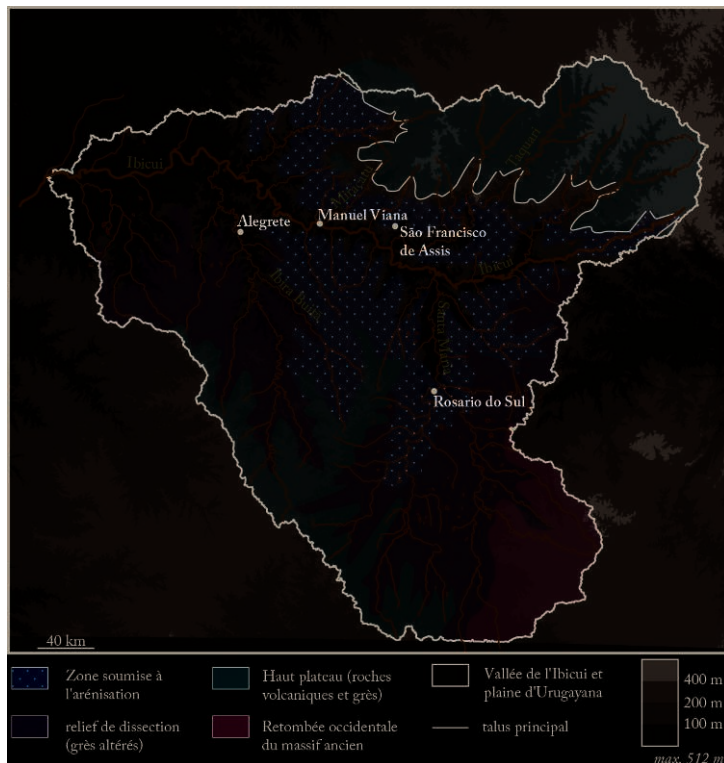 Ibicui
Taquari
Alegrete
Manuel Viana
São Francisco
de Assis
Ibicui
Santa Maria
Rosario do Sul
40 km
Zone soumise à
l'arénisation
Haut plateau (roches
volcaniques et grès)
Vallée de l'Ibicui et
plaine d'Urugayana
400 m
200 m
100 m
relief de dissection
(grès altérés)
Retombée occidentale
du massif ancien
talus principal
max. 512 m